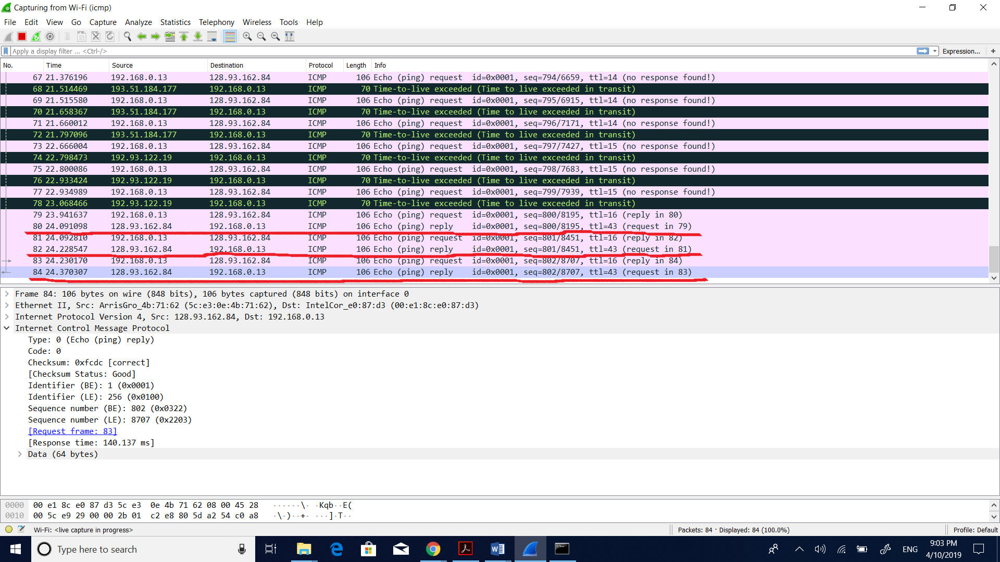 Capturing from Wi-Fi (icmp)
File Edit View Go Capture Analyze Statistics Telephony Wireless Tools Help
Apply a display filter ... <Ctrl-/> Expression... +
No. Time Source Destination Protocol Length Info
67 21.376196 192.168.0.13 128.93.162.84 ICMP 106 Echo (ping) request id=0x0001, seq=794/6659, ttl=14 (no response found!)
68 21.514469 193.51.184.177 192.168.0.13 ICMP 70 Time-to-live exceeded (Time to live exceeded in transit)
69 21.515580 192.168.0.13 128.93.162.84 ICMP 106 Echo (ping) request id=0x0001, seq=795/6915, ttl=14 (no response found!)
70 21.658367 193.51.184.177 192.168.0.13 ICMP 70 Time-to-live exceeded (Time to live exceeded in transit)
71 21.660012 192.168.0.13 128.93.162.84 ICMP 106 Echo (ping) request id=0x0001, seq=796/7171, ttl=14 (no response found!)
72 21.797096 193.51.184.177 192.168.0.13 ICMP 70 Time-to-live exceeded (Time to live exceeded in transit)
73 22.666004 192.168.0.13 128.93.162.84 ICMP 106 Echo (ping) request id=0x0001, seq=797/7427, ttl=15 (no response found!)
74 22.798473 192.93.122.19 192.168.0.13 ICMP 70 Time-to-live exceeded (Time to live exceeded in transit)
75 22.800086 192.168.0.13 128.93.162.84 ICMP 106 Echo (ping) request id=0x0001, seq=798/7683, ttl=15 (no response found!)
76 22.933424 192.93.122.19 192.168.0.13 ICMP 70 Time-to-live exceeded (Time to live exceeded in transit)
77 22.934989 192.168.0.13 128.93.162.84 ICMP 106 Echo (ping) request id=0x0001, seq=799/7939, ttl=15 (no response found!)
78 23.068466 192.93.122.19 192.168.0.13 ICMP 70 Time-to-live exceeded (Time to live exceeded in transit)
79 23.941637 192.168.0.13 128.93.162.84 ICMP 106 Echo (ping) request id=0x0001, seq=800/8195, ttl=16 (reply in 80)
80 24.091098 128.93.162.84 192.168.0.13 ICMP 106 Echo (ping) reply id=0x0001, seq=800/8195, ttl=43 (request in 79)
81 24.092810 192.168.0.13 128.93.162.84 ICMP 106 Echo (ping) request id=0x0001, seq=801/8451, ttl=16 (reply in 82)
82 24.228547 128.93.162.84 192.168.0.13 ICMP 106 Echo (ping) reply id=0x0001, seq=801/8451, ttl=43 (request in 81)
83 24.230170 192.168.0.13 128.93.162.84 ICMP 106 Echo (ping) request id=0x0001, seq=802/8707, ttl=16 (reply in 84)
84 24.370307 128.93.162.84 192.168.0.13 ICMP 106 Echo (ping) reply id=0x0001, seq=802/8707, ttl=43 (request in 83)
Frame 84: 106 bytes on wire (848 bits), 106 bytes captured (848 bits) on interface 0
Ethernet II, Src: ArrisGro_4b:71:62 (5c:e3:0e:4b:71:62), Dst: IntelCor_e0:87:d3 (00:e1:8c:e0:87:d3)
Internet Protocol Version 4, Src: 128.93.162.84, Dst: 192.168.0.13
Internet Control Message Protocol
Type: 0 (Echo (ping) reply)
Code: 0
Checksum: 0xfcdc [correct]
[Checksum Status: Good]
Identifier (BE): 1 (0x0001)
Identifier (LE): 256 (0x0100)
Sequence number (BE): 802 (0x0322)
Sequence number (LE): 8707 (0x2203)
[Request frame: 83]
[Response time: 140.137 ms]
Data (64 bytes)
0000 00 e1 8c e0 87 d3 5c e3 0e 4b 71 62 08 00 45 28 ······\· ·Kqb··E(
0010 00 5c e9 29 00 00 2b 01 c2 e8 80 5d a2 54 c0 a8 ·\·)··+· ···]·T··
Wi-Fi: <live capture in progress> Packets: 84 · Displayed: 84 (100.0%) Profile: Default
Type here to search
ENG
9:03 PM
4/10/2019